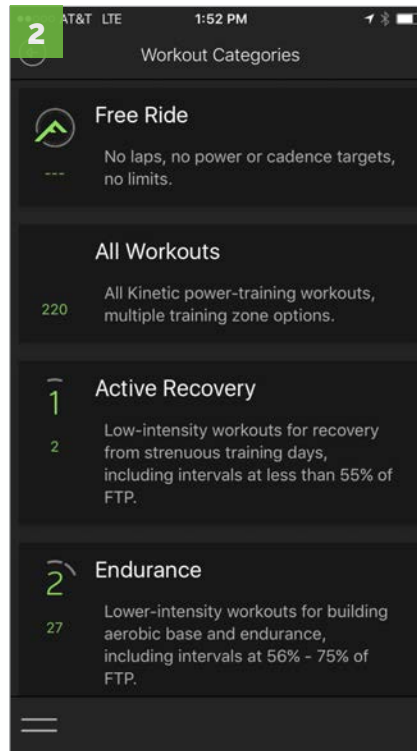 2
AT&T LTE 1:52 PM
Workout Categories
Free Ride
No laps, no power or cadence targets,
no limits.
---
All Workouts
All Kinetic power-training workouts,
multiple training zone options.
220
1
Active Recovery
Low-intensity workouts for recovery
from strenuous training days,
including intervals at less than 55% of
FTP.
2
2
Endurance
Lower-intensity workouts for building
aerobic base and endurance,
including intervals at 56% - 75% of
FTP.
27